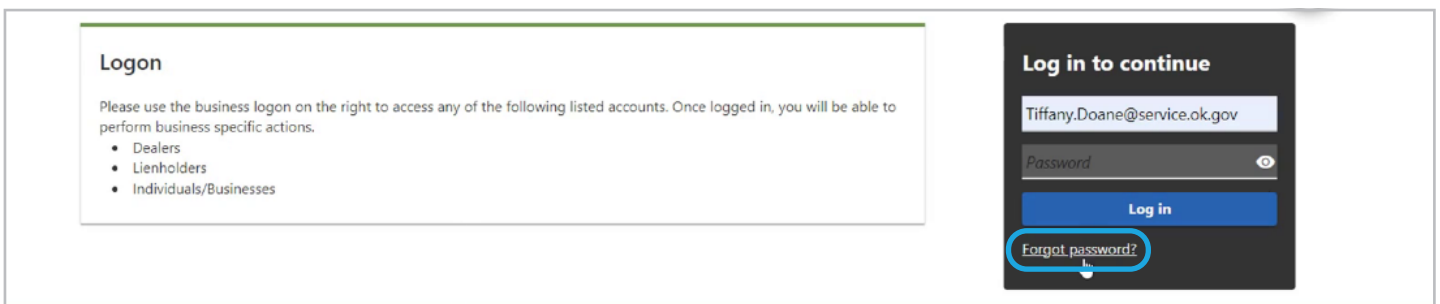 Logon
Please use the business logon on the right to access any of the following listed accounts. Once logged in, you will be able to
perform business specific actions.
• Dealers
• Lienholders
• Individuals/Businesses
Log in to continue
Tiffany.Doane@service.ok.gov
Password
Log in
Forgot password?